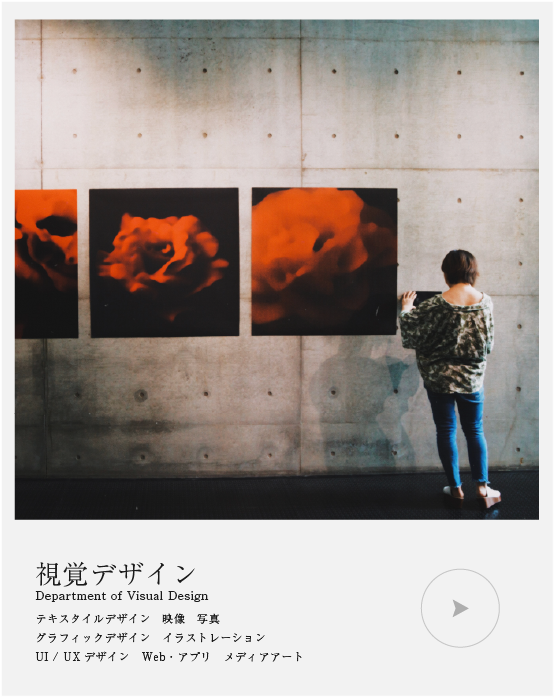 視覚デザイン
Department of Visual Design
テキスタイルデザイン　映像　写真
グラフィックデザイン　イラストレーション
UI / UX デザイン　Web・アプリ　メディアアート